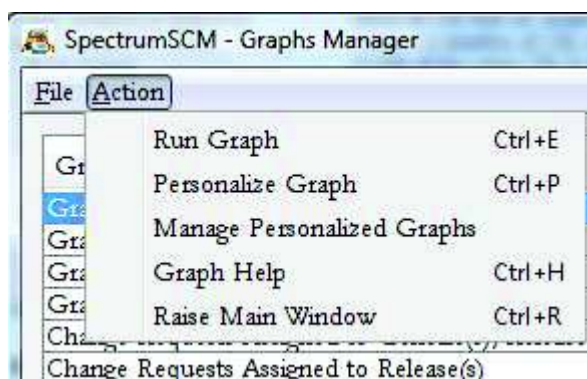 SpectrumSCM - Graphs Manager
File Action
Run Graph Ctrl+E
Personalize Graph Ctrl+P
Manage Personalized Graphs
Graph Help Ctrl+H
Raise Main Window Ctrl+R
Change Requests Assigned to Release(s)